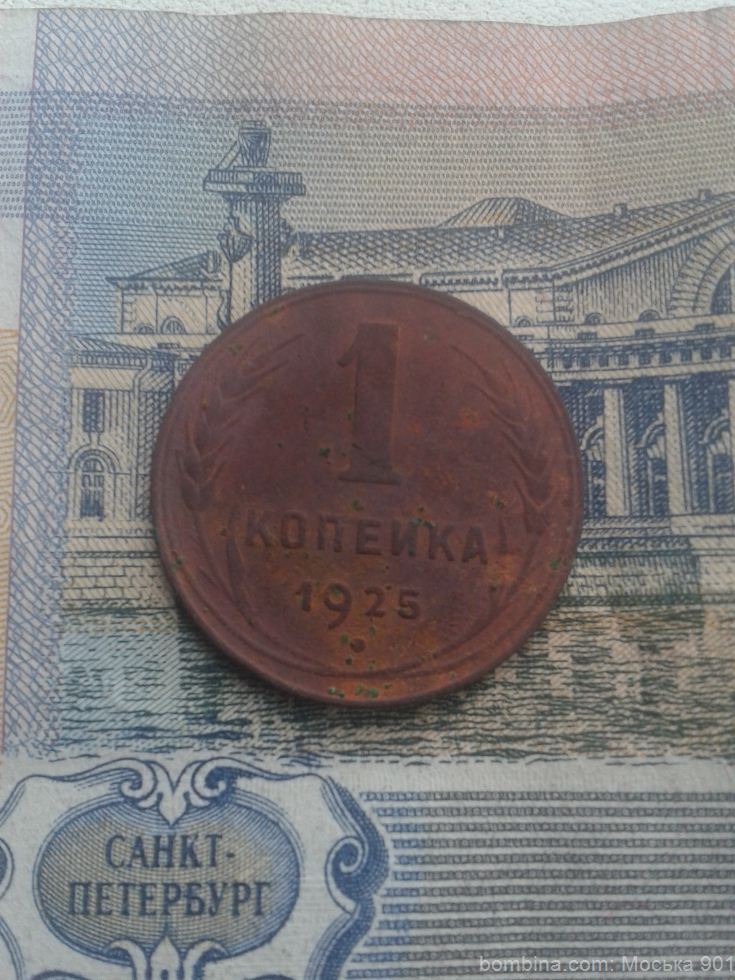 1
КОПЕЙКА
1925
САНКТ-
ПЕТЕРБУРГ
bombina.com: Моська 901